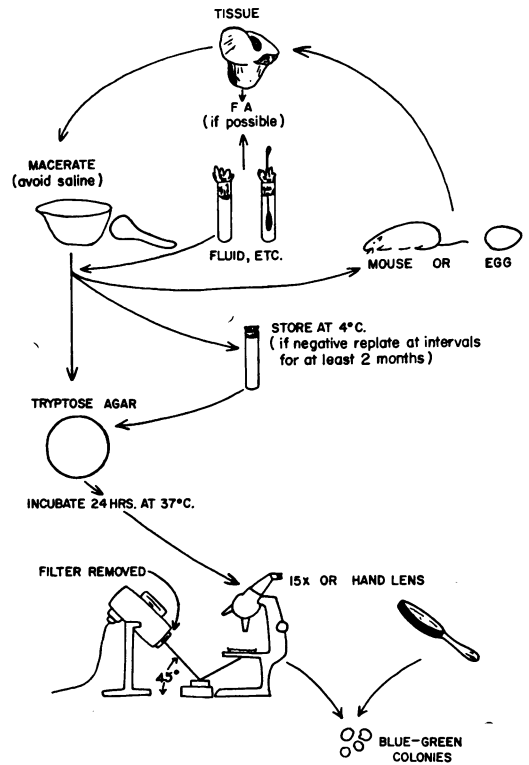 TISSUE
F A
(if possible)
MACERATE
(avoid saline)
FLUID, ETC.
MOUSE OR EGG
STORE AT 4°C.
(if negative replate at intervals
for at least 2 months)
TRYPTOSE AGAR
INCUBATE 24 HRS. AT 37°C.
FILTER REMOVED
15x OR HAND LENS
45°
BLUE-GREEN
COLONIES